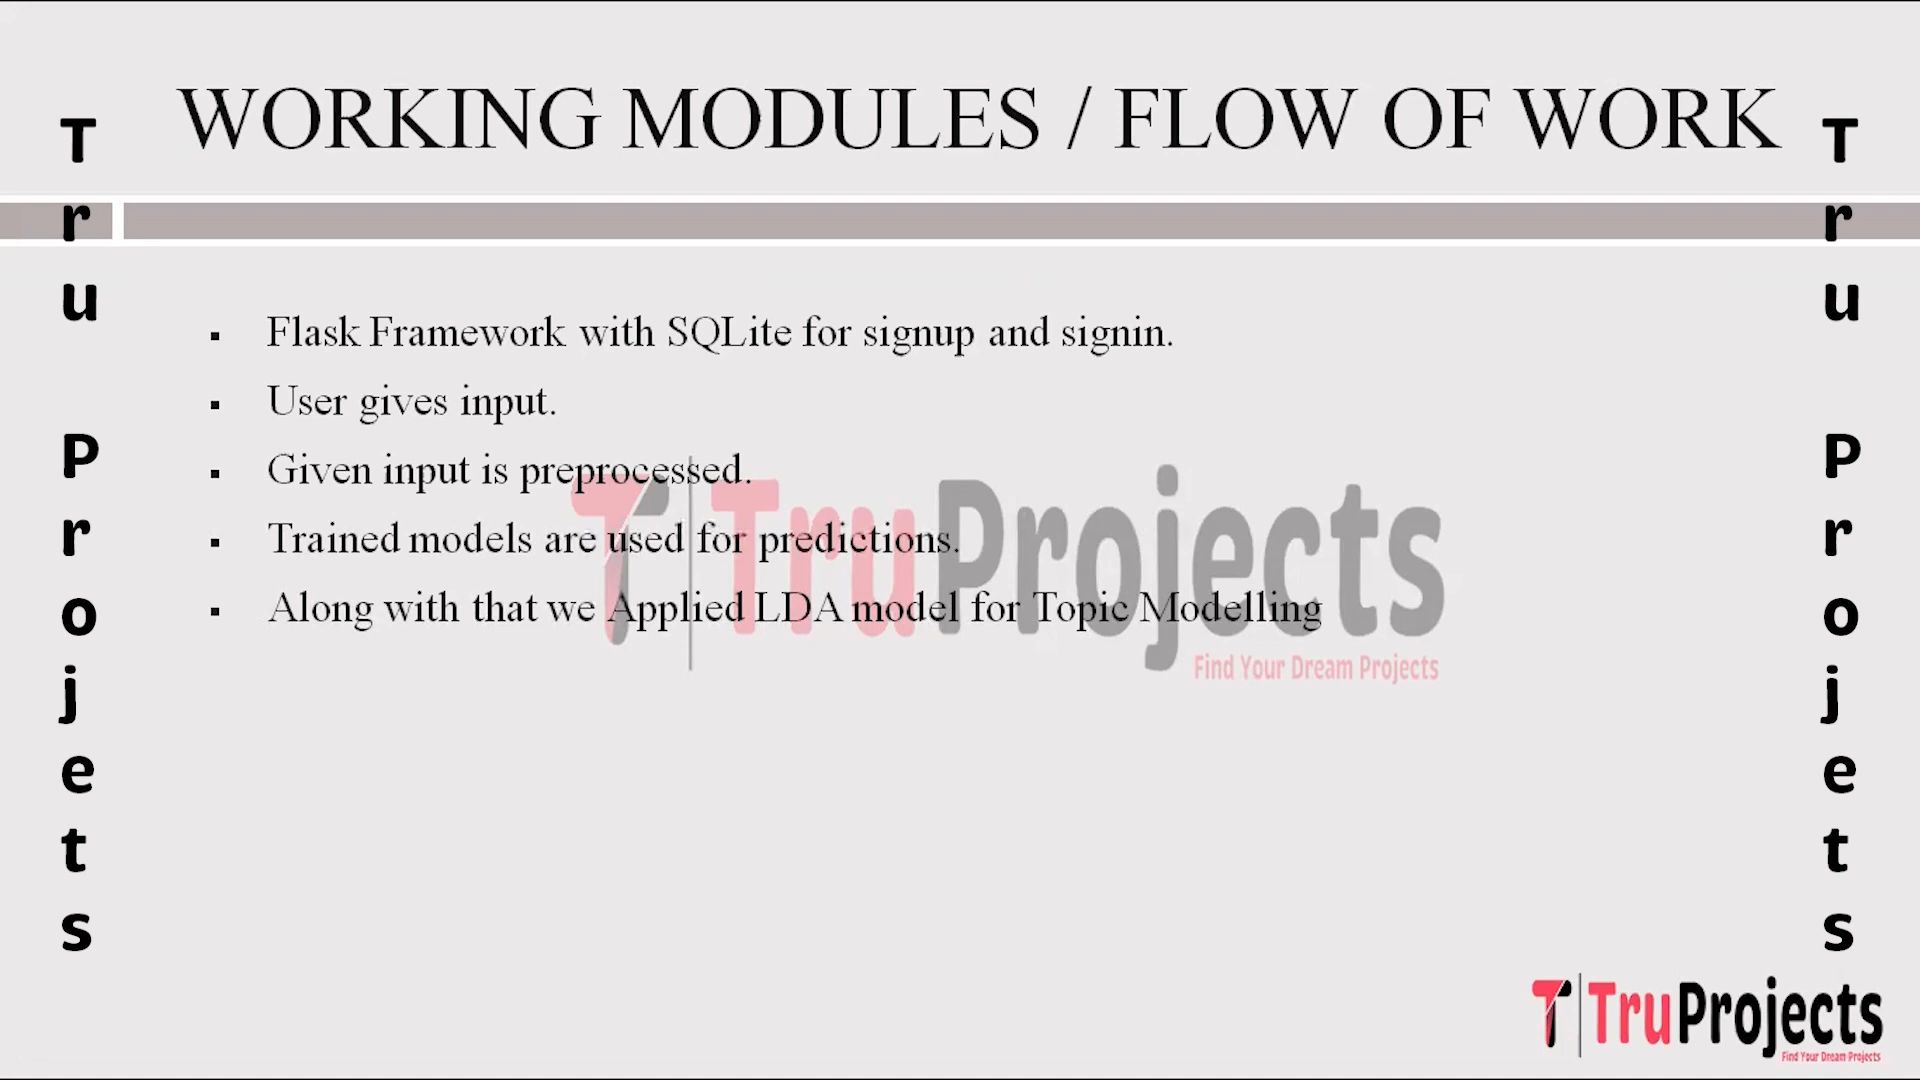 WORKING MODULES / FLOW OF WORK
Tru Projets
▪ Flask Framework with SQLite for signup and signin.
▪ User gives input.
▪ Given input is preprocessed.
▪ Trained models are used for predictions.
▪ Along with that we Applied LDA model for Topic Modelling
TruProjects
Find Your Dream Projects
Tru Projets
TruProjects
Find Your Dream Projects